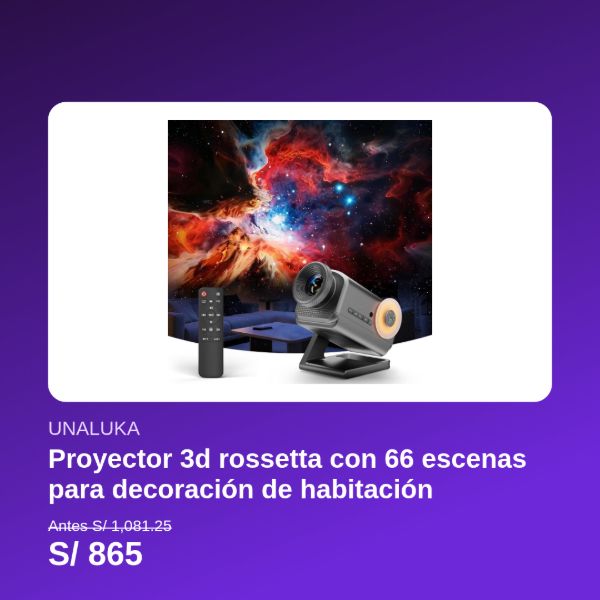 UNALUKA
Proyector 3d rossetta con 66 escenas
para decoración de habitación
Antes S/ 1,081.25
S/ 865